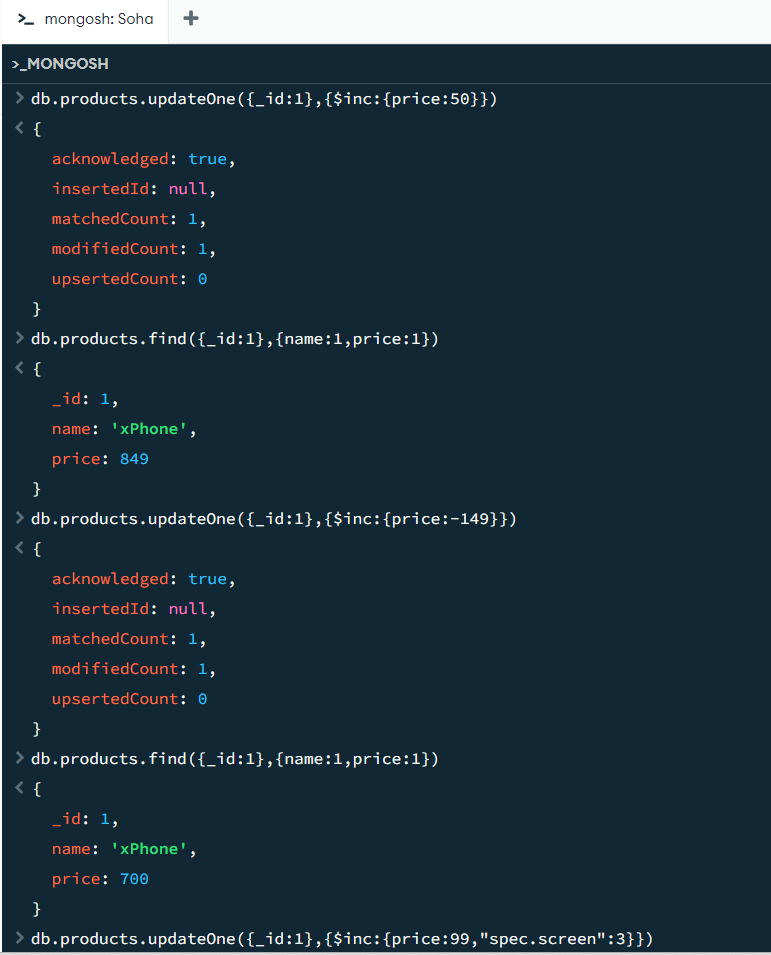 >_ mongosh: Soha +
>_MONGOSH
> db.products.updateOne({_id:1},{$inc:{price:50}})
< {
acknowledged: true,
insertedId: null,
matchedCount: 1,
modifiedCount: 1,
upsertedCount: 0
}
> db.products.find({_id:1},{name:1,price:1})
< {
_id: 1,
name: 'xPhone',
price: 849
}
> db.products.updateOne({_id:1},{$inc:{price:-149}})
< {
acknowledged: true,
insertedId: null,
matchedCount: 1,
modifiedCount: 1,
upsertedCount: 0
}
> db.products.find({_id:1},{name:1,price:1})
< {
_id: 1,
name: 'xPhone',
price: 700
}
> db.products.updateOne({_id:1},{$inc:{price:99,"spec.screen":3}})